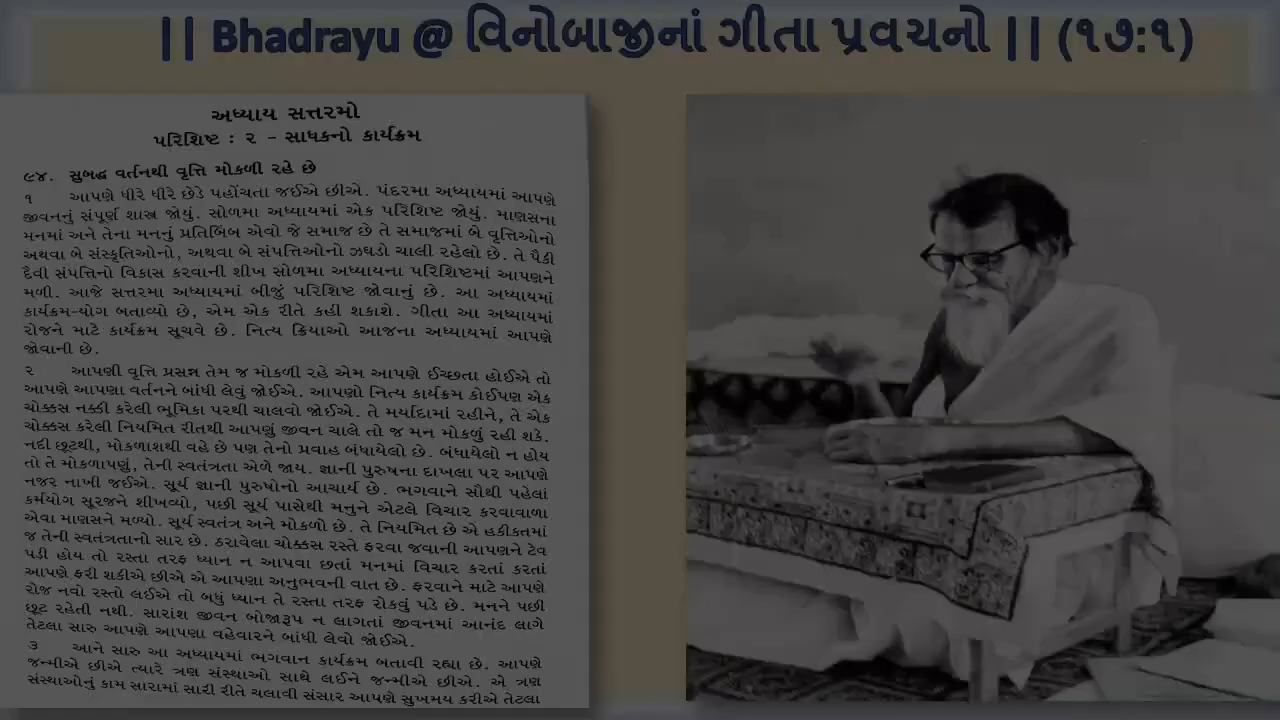 || Bhadrayu @ વિનોબાજીનાં ગીતા પ્રવચનો || (૧૭:૧)
અધ્યાય સત્તરમો
પરિશિષ્ટ : ૨ – સાધકનો કાર્યક્રમ
૯૪. સુબદ્ધ વર્તનથી વૃત્તિ મોકળી રહે છે
૧ આપણે ધીરે ધીરે છેડે પહોંચતા જઈએ છીએ. પંદરમા અધ્યાયમાં આપણે
જીવનનું સંપૂર્ણ શાસ્ત્ર જોયું. સોળમા અધ્યાયમાં એક પરિશિષ્ટ જોયું. માણસના
મનમાં અને તેના મનનું પ્રતિબિંબ એવો જે સમાજ છે તે સમાજમાં બે વૃત્તિઓનો
અથવા બે સંસ્કૃતિઓનો, અથવા બે સંપત્તિઓનો ઝઘડો ચાલી રહેલો છે. તે પૈકી
દૈવી સંપત્તિનો વિકાસ કરવાની શીખ સોળમા અધ્યાયના પરિશિષ્ટમાં આપણને
મળી. આજે સત્તરમા અધ્યાયમાં બીજું પરિશિષ્ટ જોવાનું છે. આ અધ્યાયમાં
કાર્યક્રમ-યોગ બતાવ્યો છે, એમ એક રીતે કહી શકાશે. ગીતા આ અધ્યાયમાં
રોજને માટે કાર્યક્રમ સૂચવે છે. નિત્ય ક્રિયાઓ આજના અધ્યાયમાં આપણે
જોવાની છે.
૨ આપણી વૃત્તિ પ્રસન્ન તેમ જ મોકળી રહે એમ આપણે ઈચ્છતા હોઈએ તો
આપણે આપણા વર્તનને બાંધી લેવું જોઈએ. આપણો નિત્ય કાર્યક્રમ કોઈપણ એક
ચોક્કસ નક્કી કરેલી ભૂમિકા પરથી ચાલવો જોઈએ. તે મર્યાદામાં રહીને, તે એક
ચોક્કસ કરેલી નિયમિત રીતથી આપણું જીવન ચાલે તો જ મન મોકળું રહી શકે.
નદી છૂટથી, મોકળાશથી વહે છે પણ તેનો પ્રવાહ બંધાયેલો છે. બંધાયેલો ન હોય
તો તે મોકળાપણું, તેની સ્વતંત્રતા એળે જાય. જ્ઞાની પુરુષના દાખલા પર આપણે
નજર નાખી જઈએ. સૂર્ય જ્ઞાની પુરુષોનો આચાર્ય છે. ભગવાને સૌથી પહેલાં
કર્મયોગ સૂરજને શીખવ્યો, પછી સૂર્ય પાસેથી મનુને એટલે વિચાર કરવાવાળા
એવા માણસને મળ્યો. સૂર્ય સ્વતંત્ર અને મોકળો છે. તે નિયમિત છે એ હકીકતમાં
જ તેની સ્વતંત્રતાનો સાર છે. ઠરાવેલા ચોક્કસ રસ્તે ફરવા જવાની આપણને ટેવ
પડી હોય તો રસ્તા તરફ ધ્યાન ન આપવા છતાં મનમાં વિચાર કરતાં કરતાં
આપણે ફરી શકીએ છીએ એ આપણા અનુભવની વાત છે. ફરવાને માટે આપણે
રોજ નવો રસ્તો લઈએ તો બધું ધ્યાન તે રસ્તા તરફ રોકવું પડે છે. મનને પછી
છૂટ રહેતી નથી. સારાંશ જીવન બોજારૂપ ન લાગતાં જીવનમાં આનંદ લાગે
તેટલા સારુ આપણે આપણા વહેવારને બાંધી લેવો જોઈએ.
૩ આને સારુ આ અધ્યાયમાં ભગવાન કાર્યક્રમ બતાવી રહ્યા છે. આપણે
જન્મીએ છીએ ત્યારે ત્રણ સંસ્થાઓ સાથે લઈને જન્મીએ છીએ. એ ત્રણ
સંસ્થાઓનું કામ સારામાં સારી રીતે ચલાવી સંસાર આપણે સુખમય કરીએ તેટલા